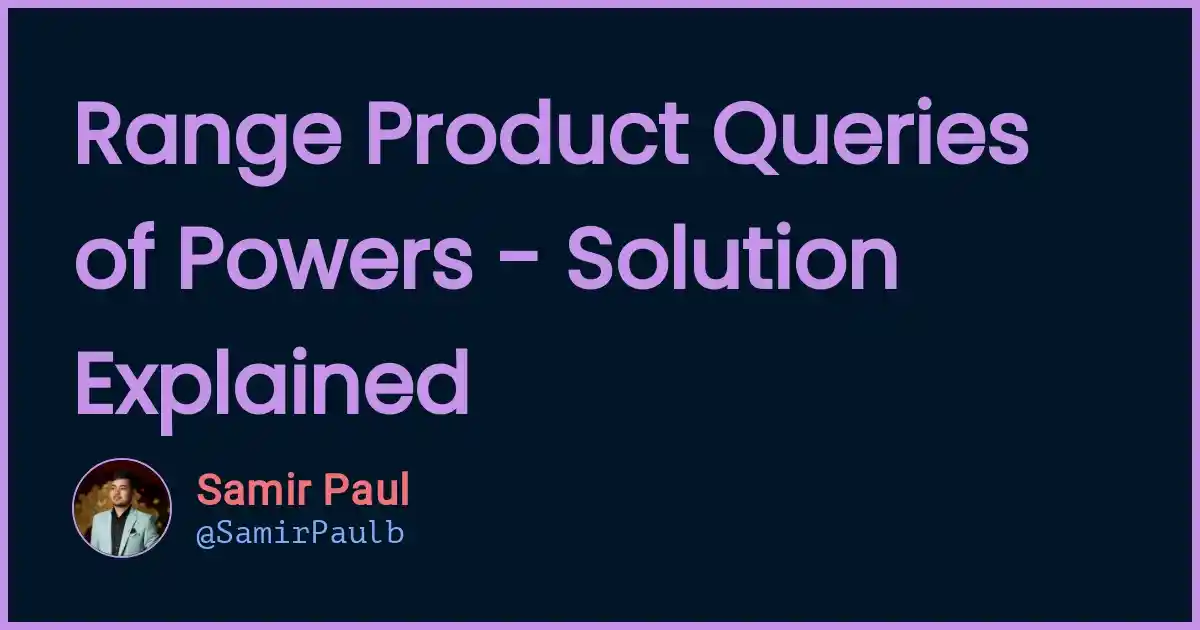 Range Product Queries
of Powers - Solution
Explained
Samir Paul
@SamirPaulb